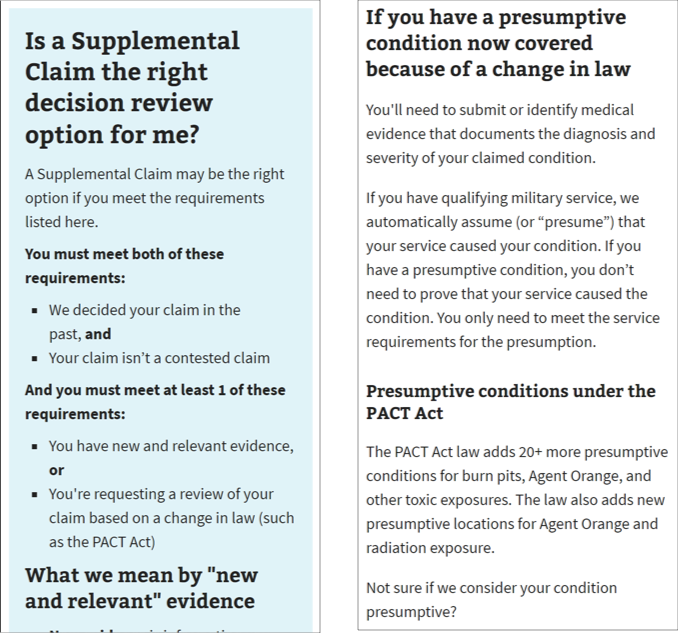 Is a Supplemental
Claim the right
decision review
option for me?
A Supplemental Claim may be the right
option if you meet the requirements
listed here.
You must meet both of these
requirements:
▪ We decided your claim in the
past, and
▪ Your claim isn’t a contested claim
And you must meet at least 1 of these
requirements:
▪ You have new and relevant evidence,
or
▪ You're requesting a review of your
claim based on a change in law (such
as the PACT Act)
What we mean by "new
and relevant" evidence
If you have a presumptive
condition now covered
because of a change in law
You'll need to submit or identify medical
evidence that documents the diagnosis and
severity of your claimed condition.
If you have qualifying military service, we
automatically assume (or “presume”) that
your service caused your condition. If you
have a presumptive condition, you don’t
need to prove that your service caused the
condition. You only need to meet the service
requirements for the presumption.
Presumptive conditions under the
PACT Act
The PACT Act law adds 20+ more presumptive
conditions for burn pits, Agent Orange, and
other toxic exposures. The law also adds new
presumptive locations for Agent Orange and
radiation exposure.
Not sure if we consider your condition
presumptive?